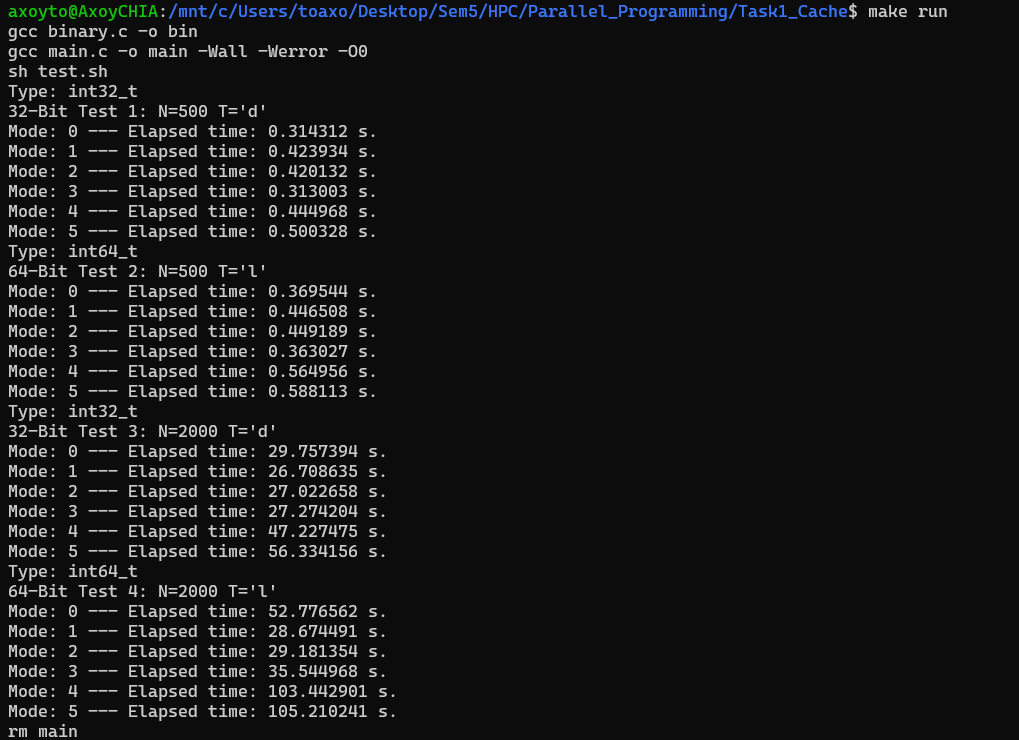 axoyto@AxoyCHIA:/mnt/c/Users/toaxo/Desktop/Sem5/HPC/Parallel_Programming/Task1_Cache$ make run
gcc binary.c -o bin
gcc main.c -o main -Wall -Werror -O0
sh test.sh
Type: int32_t
32-Bit Test 1: N=500 T='d'
Mode: 0 --- Elapsed time: 0.314312 s.
Mode: 1 --- Elapsed time: 0.423934 s.
Mode: 2 --- Elapsed time: 0.420132 s.
Mode: 3 --- Elapsed time: 0.313003 s.
Mode: 4 --- Elapsed time: 0.444968 s.
Mode: 5 --- Elapsed time: 0.500328 s.
Type: int64_t
64-Bit Test 2: N=500 T='l'
Mode: 0 --- Elapsed time: 0.369544 s.
Mode: 1 --- Elapsed time: 0.446508 s.
Mode: 2 --- Elapsed time: 0.449189 s.
Mode: 3 --- Elapsed time: 0.363027 s.
Mode: 4 --- Elapsed time: 0.564956 s.
Mode: 5 --- Elapsed time: 0.588113 s.
Type: int32_t
32-Bit Test 3: N=2000 T='d'
Mode: 0 --- Elapsed time: 29.757394 s.
Mode: 1 --- Elapsed time: 26.708635 s.
Mode: 2 --- Elapsed time: 27.022658 s.
Mode: 3 --- Elapsed time: 27.274204 s.
Mode: 4 --- Elapsed time: 47.227475 s.
Mode: 5 --- Elapsed time: 56.334156 s.
Type: int64_t
64-Bit Test 4: N=2000 T='l'
Mode: 0 --- Elapsed time: 52.776562 s.
Mode: 1 --- Elapsed time: 28.674491 s.
Mode: 2 --- Elapsed time: 29.181354 s.
Mode: 3 --- Elapsed time: 35.544968 s.
Mode: 4 --- Elapsed time: 103.442901 s.
Mode: 5 --- Elapsed time: 105.210241 s.
rm main